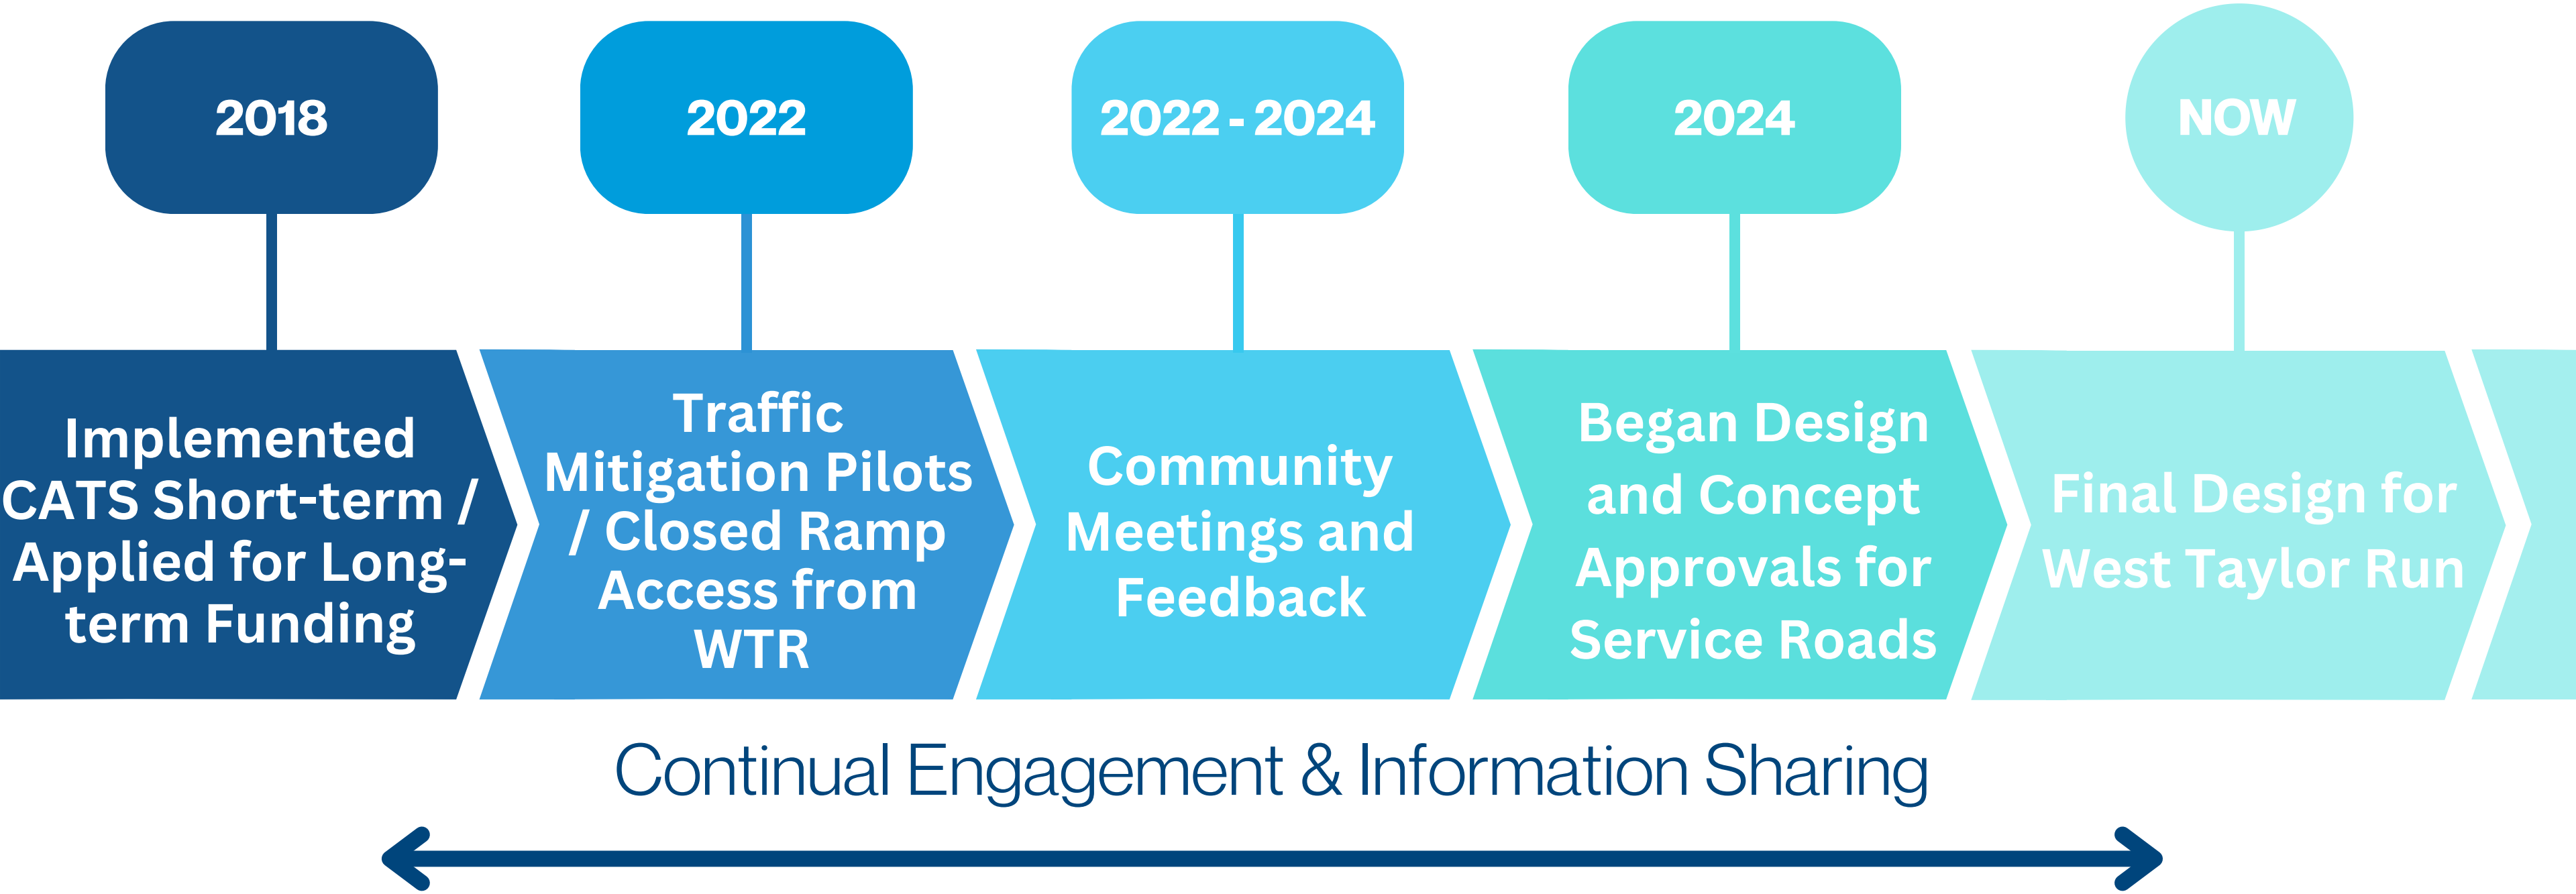 2018
2022
2022 - 2024
2024
NOW
Implemented
CATS Short-term /
Applied for Long-
term Funding
Traffic
Mitigation Pilots
/ Closed Ramp
Access from
WTR
Community
Meetings and
Feedback
Began Design
and Concept
Approvals for
Service Roads
Final Design for
West Taylor Run
Continual Engagement & Information Sharing